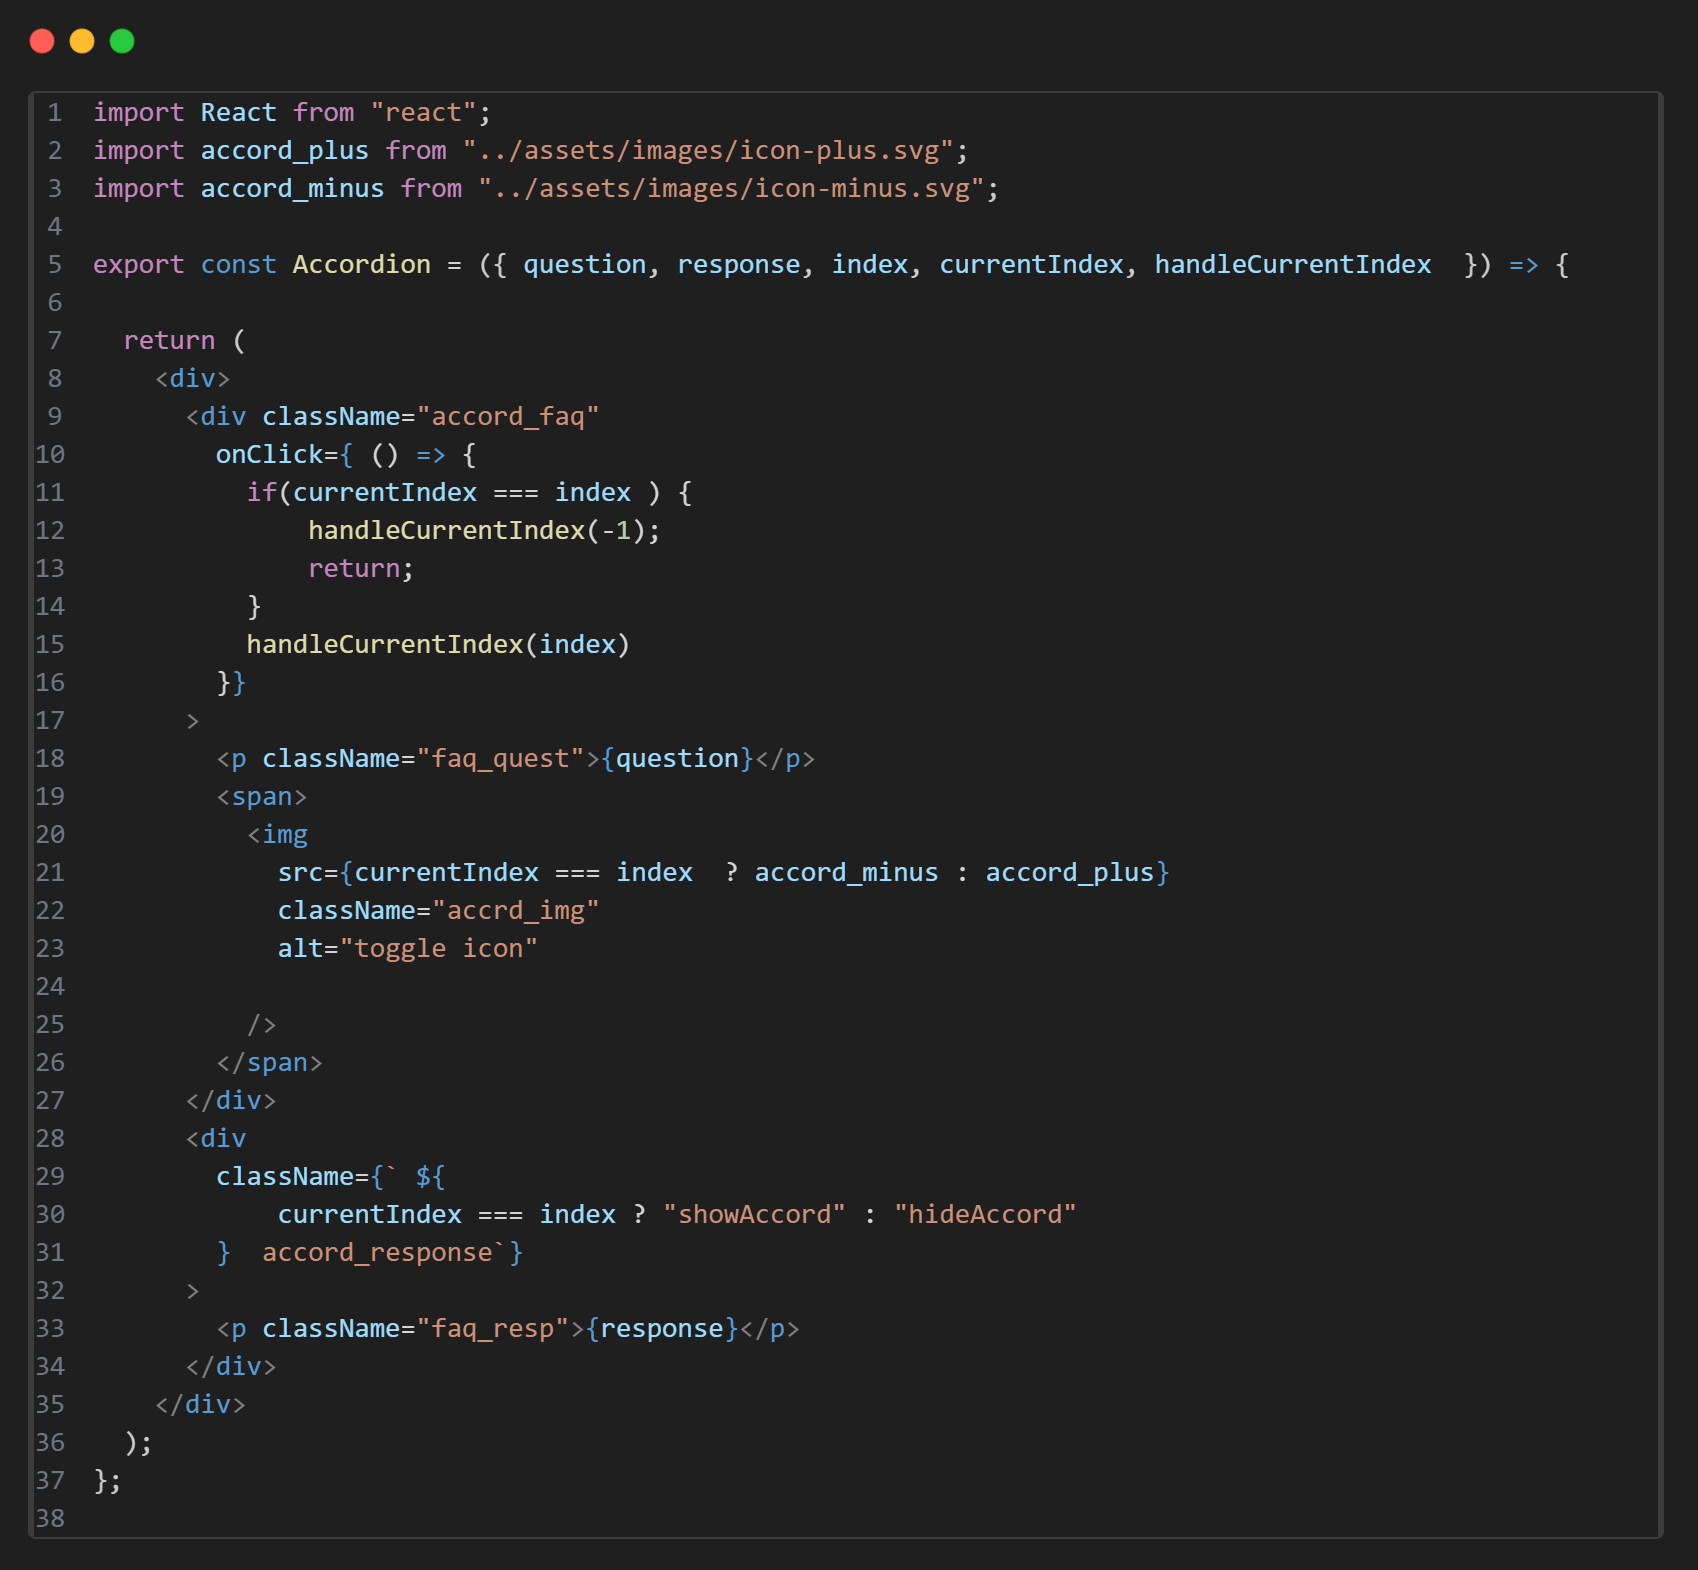 1 import React from "react";
2 import accord_plus from "../assets/images/icon-plus.svg";
3 import accord_minus from "../assets/images/icon-minus.svg";
4
5 export const Accordion = ({ question, response, index, currentIndex, handleCurrentIndex  }) => {
6
7   return (
8     <div>
9       <div className="accord_faq"
10         onClick={ () => {
11           if(currentIndex === index ) {
12               handleCurrentIndex(-1);
13               return;
14           }
15           handleCurrentIndex(index)
16         }}
17       >
18         <p className="faq_quest">{question}</p>
19         <span>
20           <img
21             src={currentIndex === index  ? accord_minus : accord_plus}
22             className="accrd_img"
23             alt="toggle icon"
24
25           />
26         </span>
27       </div>
28       <div
29         className={` ${
30             currentIndex === index ? "showAccord" : "hideAccord"
31         }  accord_response`}
32       >
33         <p className="faq_resp">{response}</p>
34       </div>
35     </div>
36   );
37 };
38